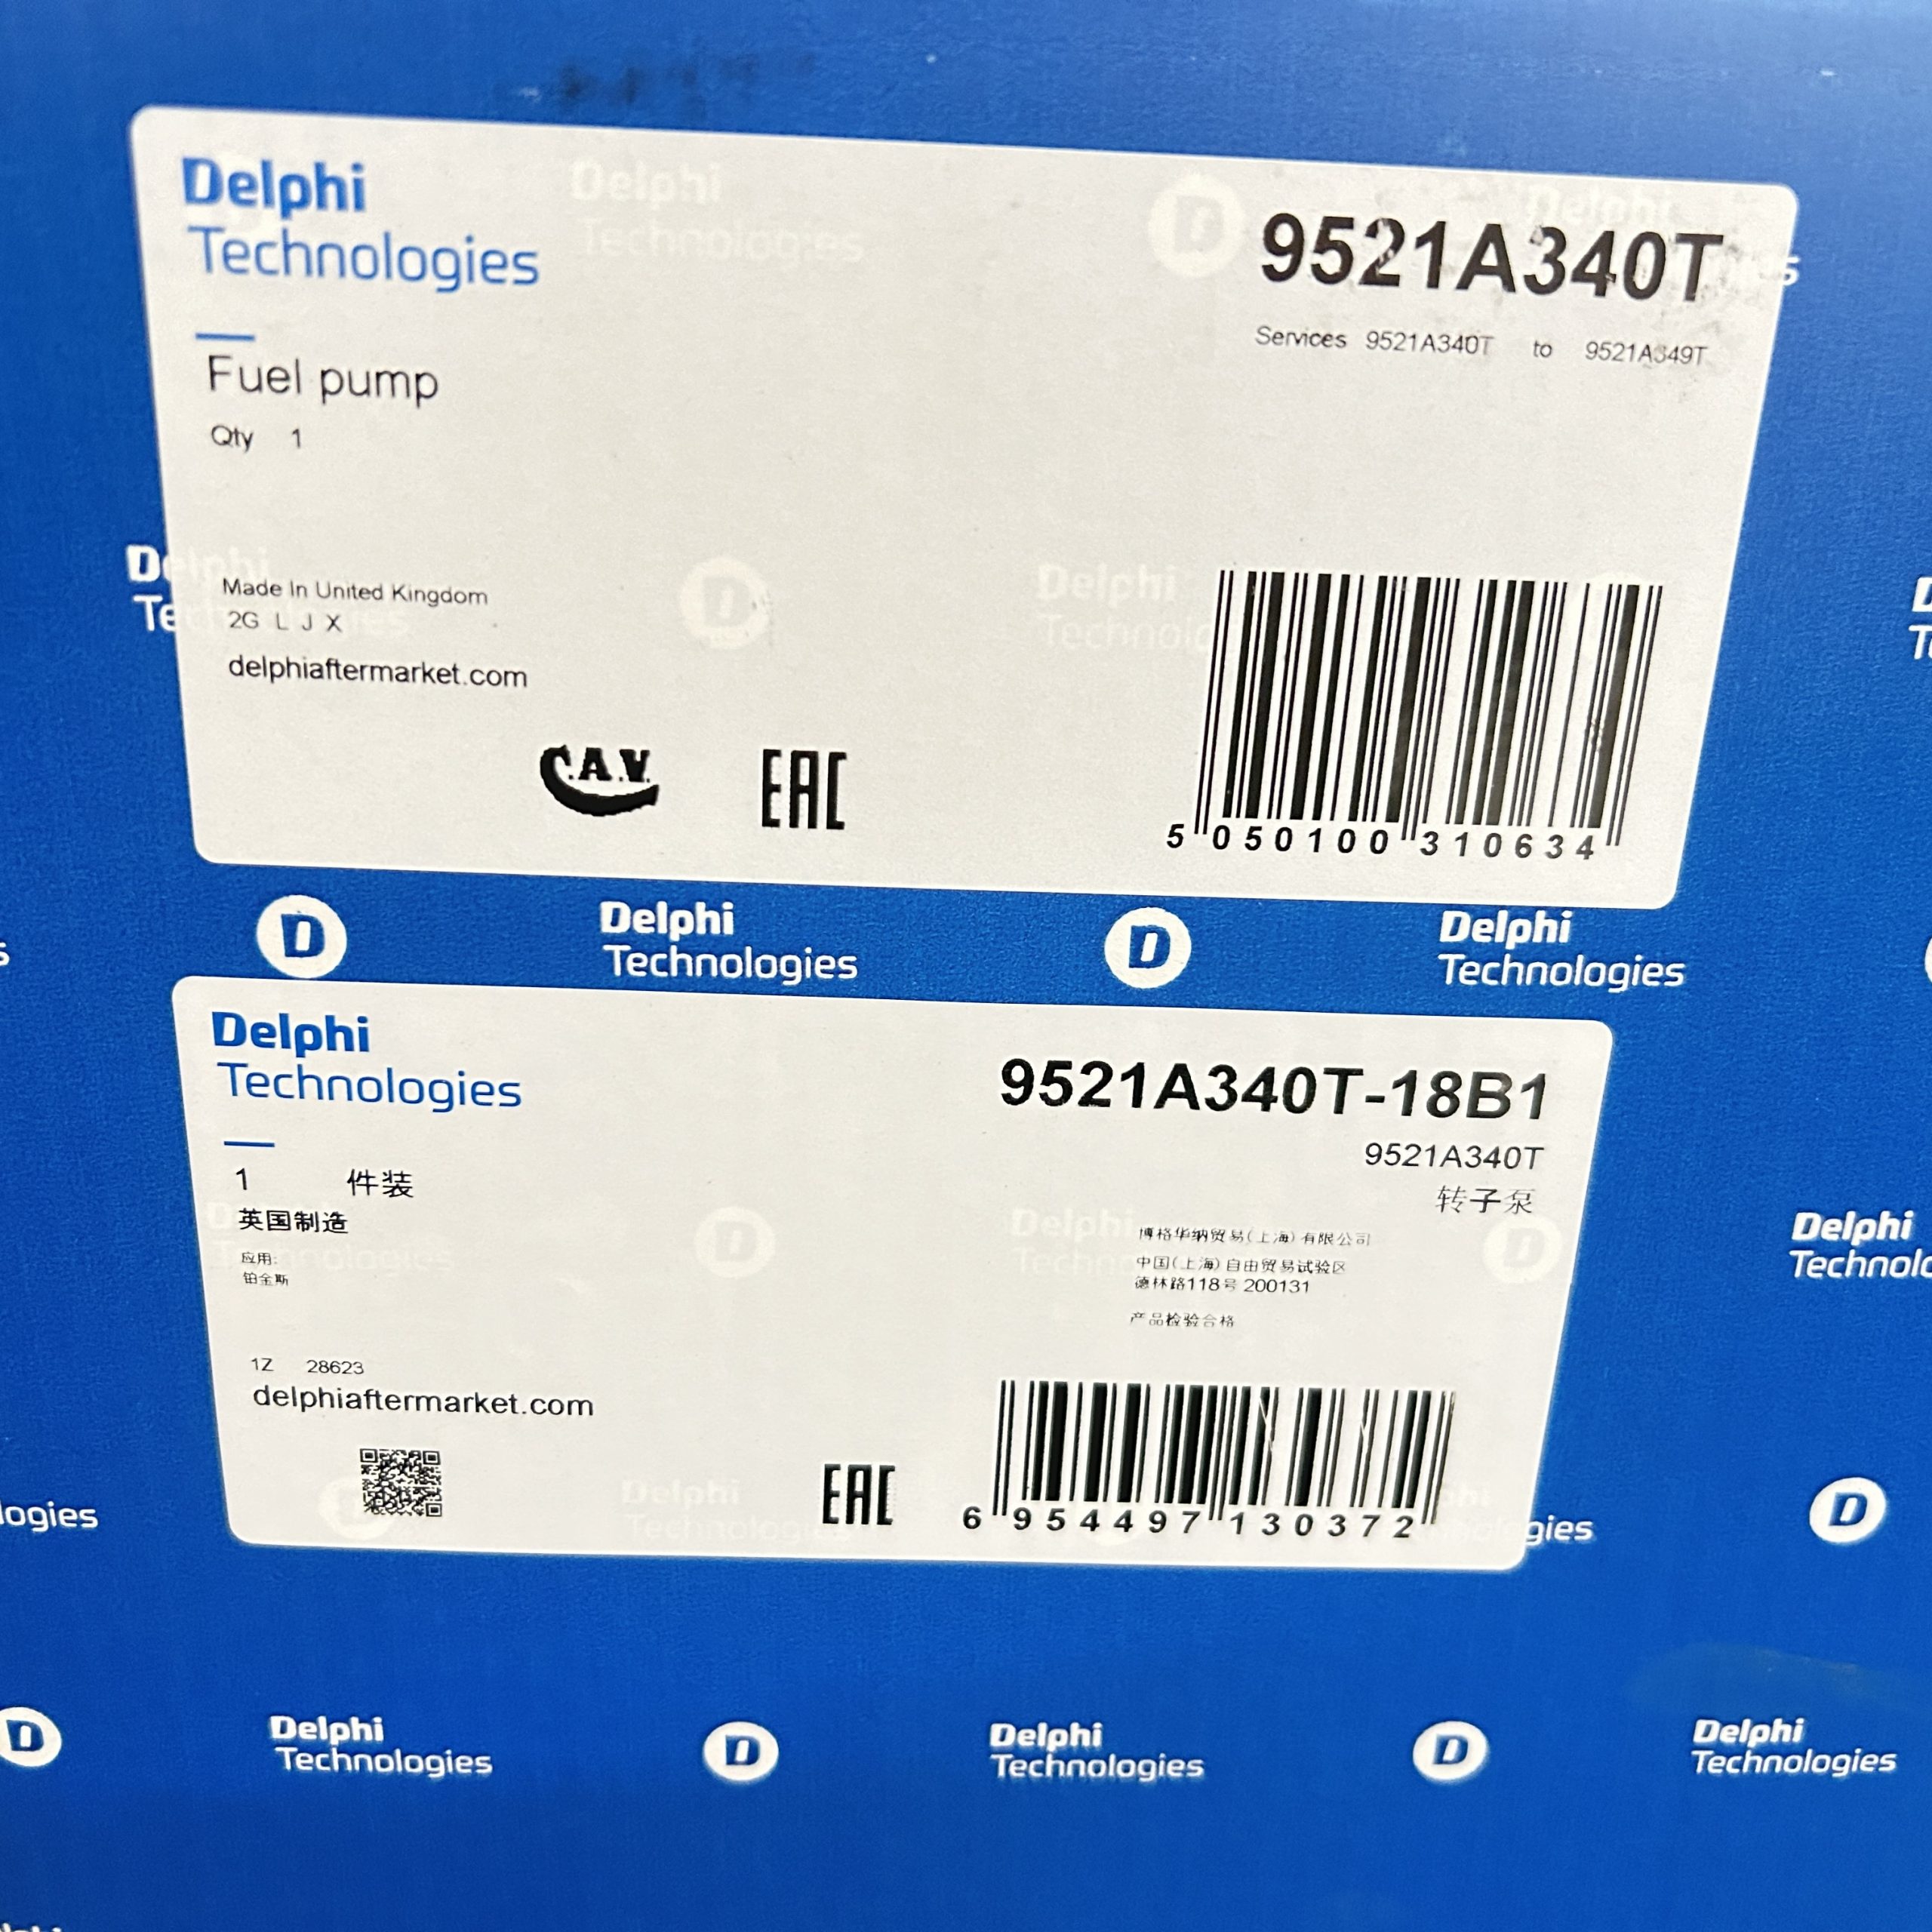 Delphi
Technologies
9521A340T
Services 9521A340T to 9521A349T
Fuel pump
Qty 1
Made In United Kingdom
2G L J X
delphiaftermarket.com
C.A.V.
EAC
5 050100 310634
Delphi
Technologies
Delphi
Technologies
Delphi
Technologies
9521A340T-18B1
9521A340T
转子泵
1 件装
英国制造
应用:
铂金斯
博格华纳贸易(上海)有限公司
中国(上海)自由贸易试验区
德林路118号 200131
产品检验合格
1Z 28623
delphiaftermarket.com
EAC
6 954497 130372
Delphi
Technologies
Delphi
Technologies
Delphi
Technologies